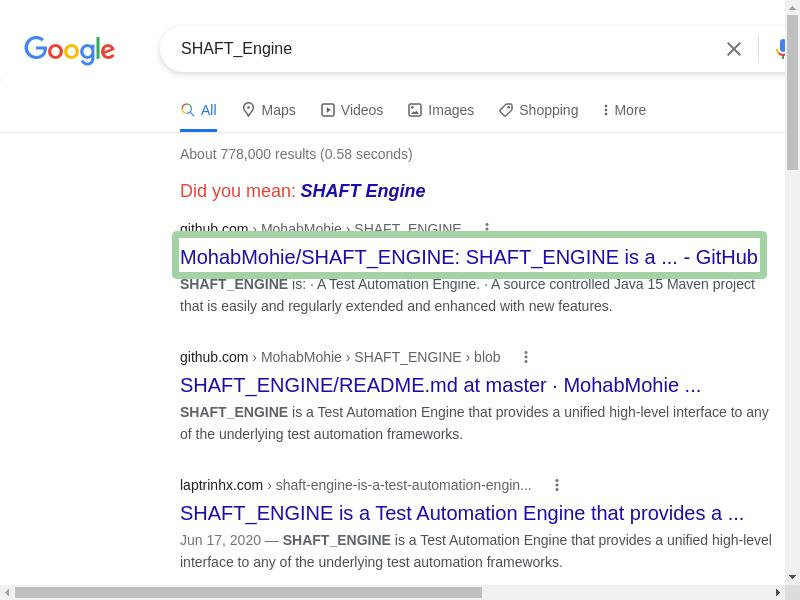 Google
SHAFT_Engine
All Maps Videos Images Shopping More
About 778,000 results (0.58 seconds)
Did you mean: SHAFT Engine
github.com › MohabMohie › SHAFT_ENGINE
MohabMohie/SHAFT_ENGINE: SHAFT_ENGINE is a ... - GitHub
SHAFT_ENGINE is: · A Test Automation Engine. · A source controlled Java 15 Maven project
that is easily and regularly extended and enhanced with new features.
github.com › MohabMohie › SHAFT_ENGINE › blob
SHAFT_ENGINE/README.md at master · MohabMohie ...
SHAFT_ENGINE is a Test Automation Engine that provides a unified high-level interface to any
of the underlying test automation frameworks.
laptrinhx.com › shaft-engine-is-a-test-automation-engin...
SHAFT_ENGINE is a Test Automation Engine that provides a ...
Jun 17, 2020 — SHAFT_ENGINE is a Test Automation Engine that provides a unified high-level
interface to any of the underlying test automation frameworks.